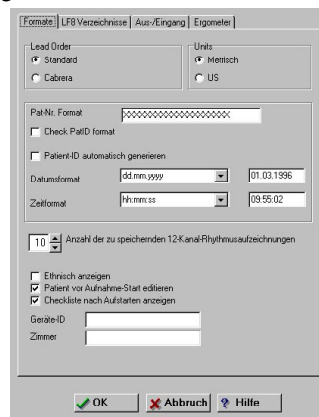 Formate LF8 Verzeichnisse Aus-/Eingang Ergometer
Lead Order Units
Standard Metrisch
Cabrera US
Pat-Nr. Format XXXXXXXXXXXXXXXXXXXX
Check PatID format
Patient-ID automatisch generieren
Datumsformat dd.mm.yyyy 01.03.1996
Zeitformat hh:mm:ss 09:55:02
10 Anzahl der zu speichernden 12-Kanal-Rhythmusaufzeichnungen
Ethnisch anzeigen
Patient vor Aufnahme-Start editieren
Checkliste nach Aufstarten anzeigen
Geräte-ID
Zimmer
OK Abbruch Hilfe